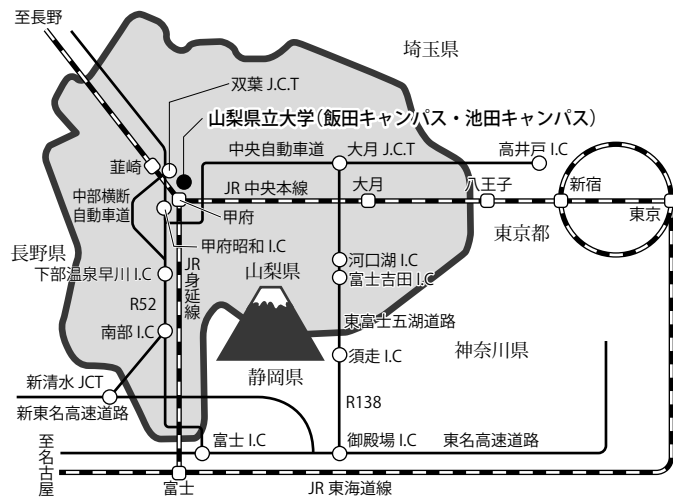 至長野
埼玉県
双葉 J.C.T
山梨県立大学（飯田キャンパス・池田キャンパス）
中央自動車道
大月 J.C.T
高井戸 I.C
韮崎
JR 中央本線
大月
八王子
新宿
東京
中部横断
自動車道
甲府
東京都
甲府昭和 I.C
長野県
下部温泉早川 I.C
JR身延線
山梨県
河口湖 I.C
富士吉田 I.C
R52
南部 I.C
東富士五湖道路
神奈川県
静岡県
須走 I.C
新清水 JCT
新東名高速道路
R138
至名古屋
富士 I.C
御殿場 I.C
東名高速道路
富士
JR 東海道線